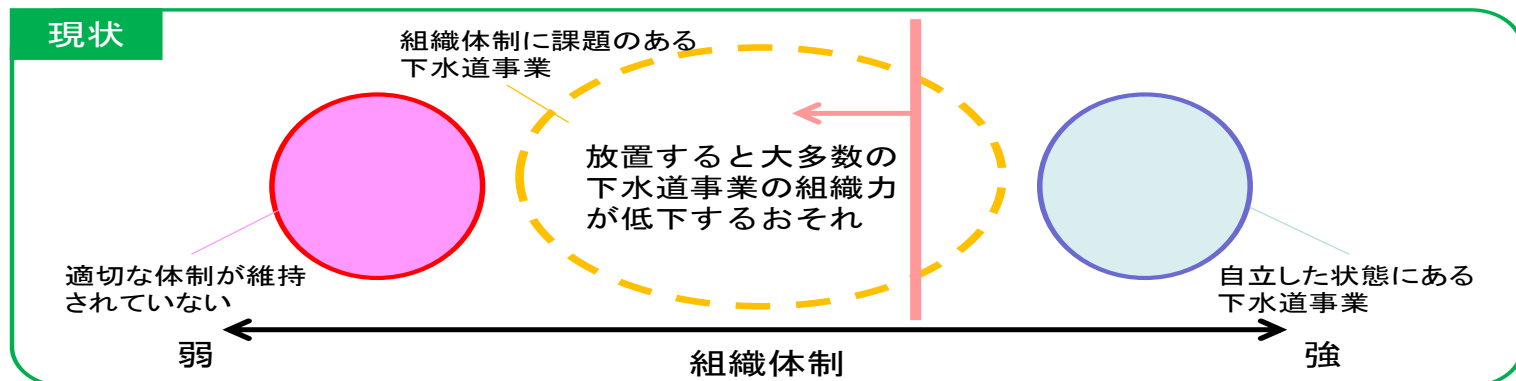 現状
組織体制に課題のある
下水道事業
放置すると大多数の
下水道事業の組織力
が低下するおそれ
適切な体制が維持
されていない
自立した状態にある
下水道事業
弱
組織体制
強